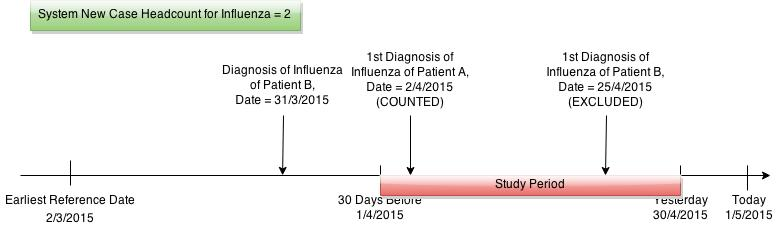 System New Case Headcount for Influenza = 2
Diagnosis of Influenza
of Patient B,
Date = 31/3/2015
1st Diagnosis of
Influenza of Patient A,
Date = 2/4/2015
(COUNTED)
1st Diagnosis of
Influenza of Patient B,
Date = 25/4/2015
(EXCLUDED)
Study Period
Earliest Reference Date
2/3/2015
30 Days Before
1/4/2015
Yesterday
30/4/2015
Today
1/5/2015